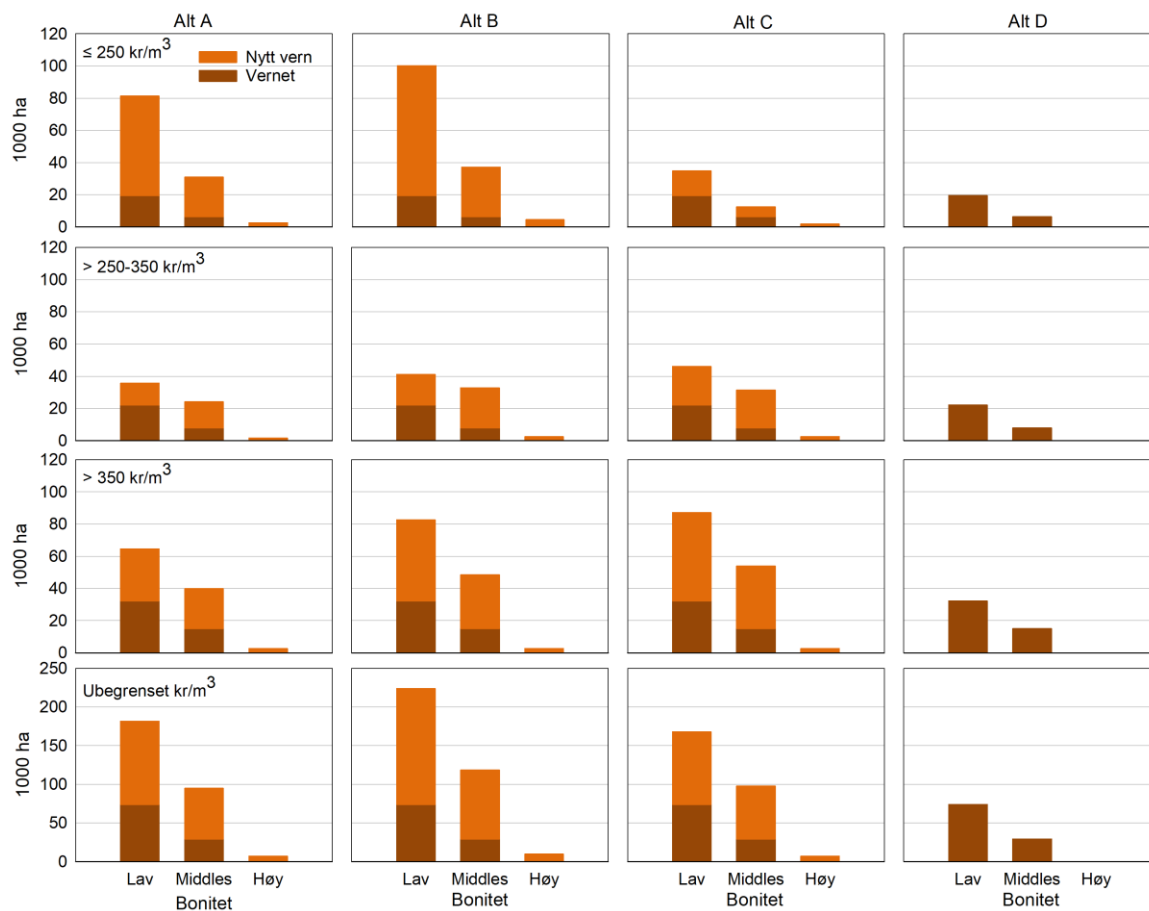 Alt A
Alt B
Alt C
Alt D
≤ 250 kr/m³
Nytt vern
Vernet
1000 ha
120
100
80
60
40
20
0
> 250-350 kr/m³
1000 ha
120
100
80
60
40
20
0
> 350 kr/m³
1000 ha
120
100
80
60
40
20
0
Ubegrenset kr/m³
1000 ha
250
200
150
100
50
0
Lav Middles Høy
Bonitet
Lav Middles Høy
Bonitet
Lav Middles Høy
Bonitet
Lav Middles Høy
Bonitet